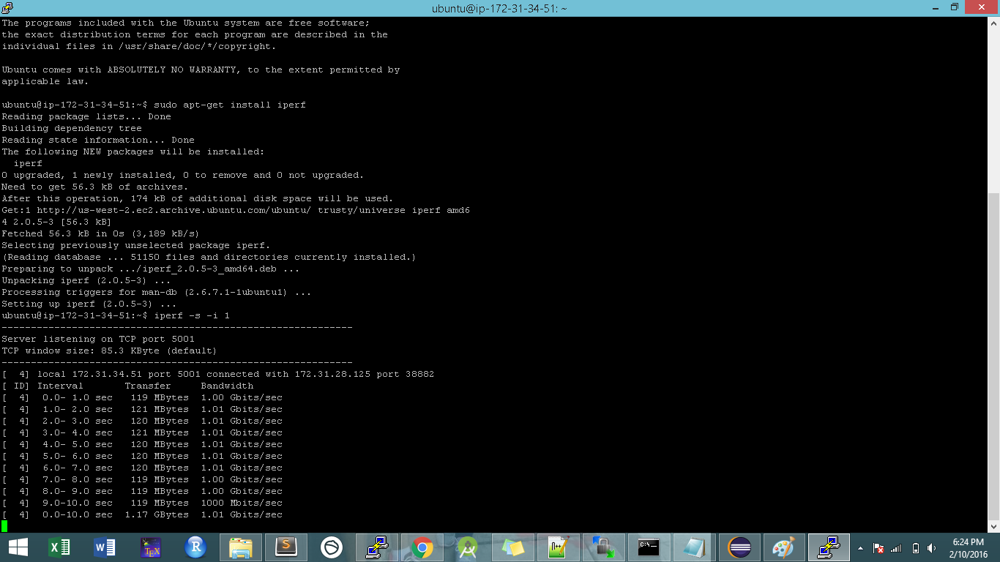 ubuntu@ip-172-31-34-51: ~
The programs included with the Ubuntu system are free software;
the exact distribution terms for each program are described in the
individual files in /usr/share/doc/*/copyright.
Ubuntu comes with ABSOLUTELY NO WARRANTY, to the extent permitted by
applicable law.
ubuntu@ip-172-31-34-51:~$ sudo apt-get install iperf
Reading package lists... Done
Building dependency tree
Reading state information... Done
The following NEW packages will be installed:
  iperf
0 upgraded, 1 newly installed, 0 to remove and 0 not upgraded.
Need to get 56.3 kB of archives.
After this operation, 174 kB of additional disk space will be used.
Get:1 http://us-west-2.ec2.archive.ubuntu.com/ubuntu/ trusty/universe iperf amd6
4 2.0.5-3 [56.3 kB]
Fetched 56.3 kB in 0s (3,189 kB/s)
Selecting previously unselected package iperf.
(Reading database ... 51150 files and directories currently installed.)
Preparing to unpack .../iperf_2.0.5-3_amd64.deb ...
Unpacking iperf (2.0.5-3) ...
Processing triggers for man-db (2.6.7.1-1ubuntu1) ...
Setting up iperf (2.0.5-3) ...
ubuntu@ip-172-31-34-51:~$ iperf -s -i 1
------------------------------------------------------------
Server listening on TCP port 5001
TCP window size: 85.3 KByte (default)
------------------------------------------------------------
[  4] local 172.31.34.51 port 5001 connected with 172.31.28.125 port 38882
[ ID] Interval       Transfer     Bandwidth
[  4]  0.0- 1.0 sec   119 MBytes  1.00 Gbits/sec
[  4]  1.0- 2.0 sec   121 MBytes  1.01 Gbits/sec
[  4]  2.0- 3.0 sec   120 MBytes  1.01 Gbits/sec
[  4]  3.0- 4.0 sec   121 MBytes  1.01 Gbits/sec
[  4]  4.0- 5.0 sec   120 MBytes  1.01 Gbits/sec
[  4]  5.0- 6.0 sec   120 MBytes  1.01 Gbits/sec
[  4]  6.0- 7.0 sec   120 MBytes  1.01 Gbits/sec
[  4]  7.0- 8.0 sec   119 MBytes  1.00 Gbits/sec
[  4]  8.0- 9.0 sec   119 MBytes  1.00 Gbits/sec
[  4]  9.0-10.0 sec   119 MBytes  1000 Mbits/sec
[  4]  0.0-10.0 sec  1.17 GBytes  1.01 Gbits/sec
6:24 PM
2/10/2016